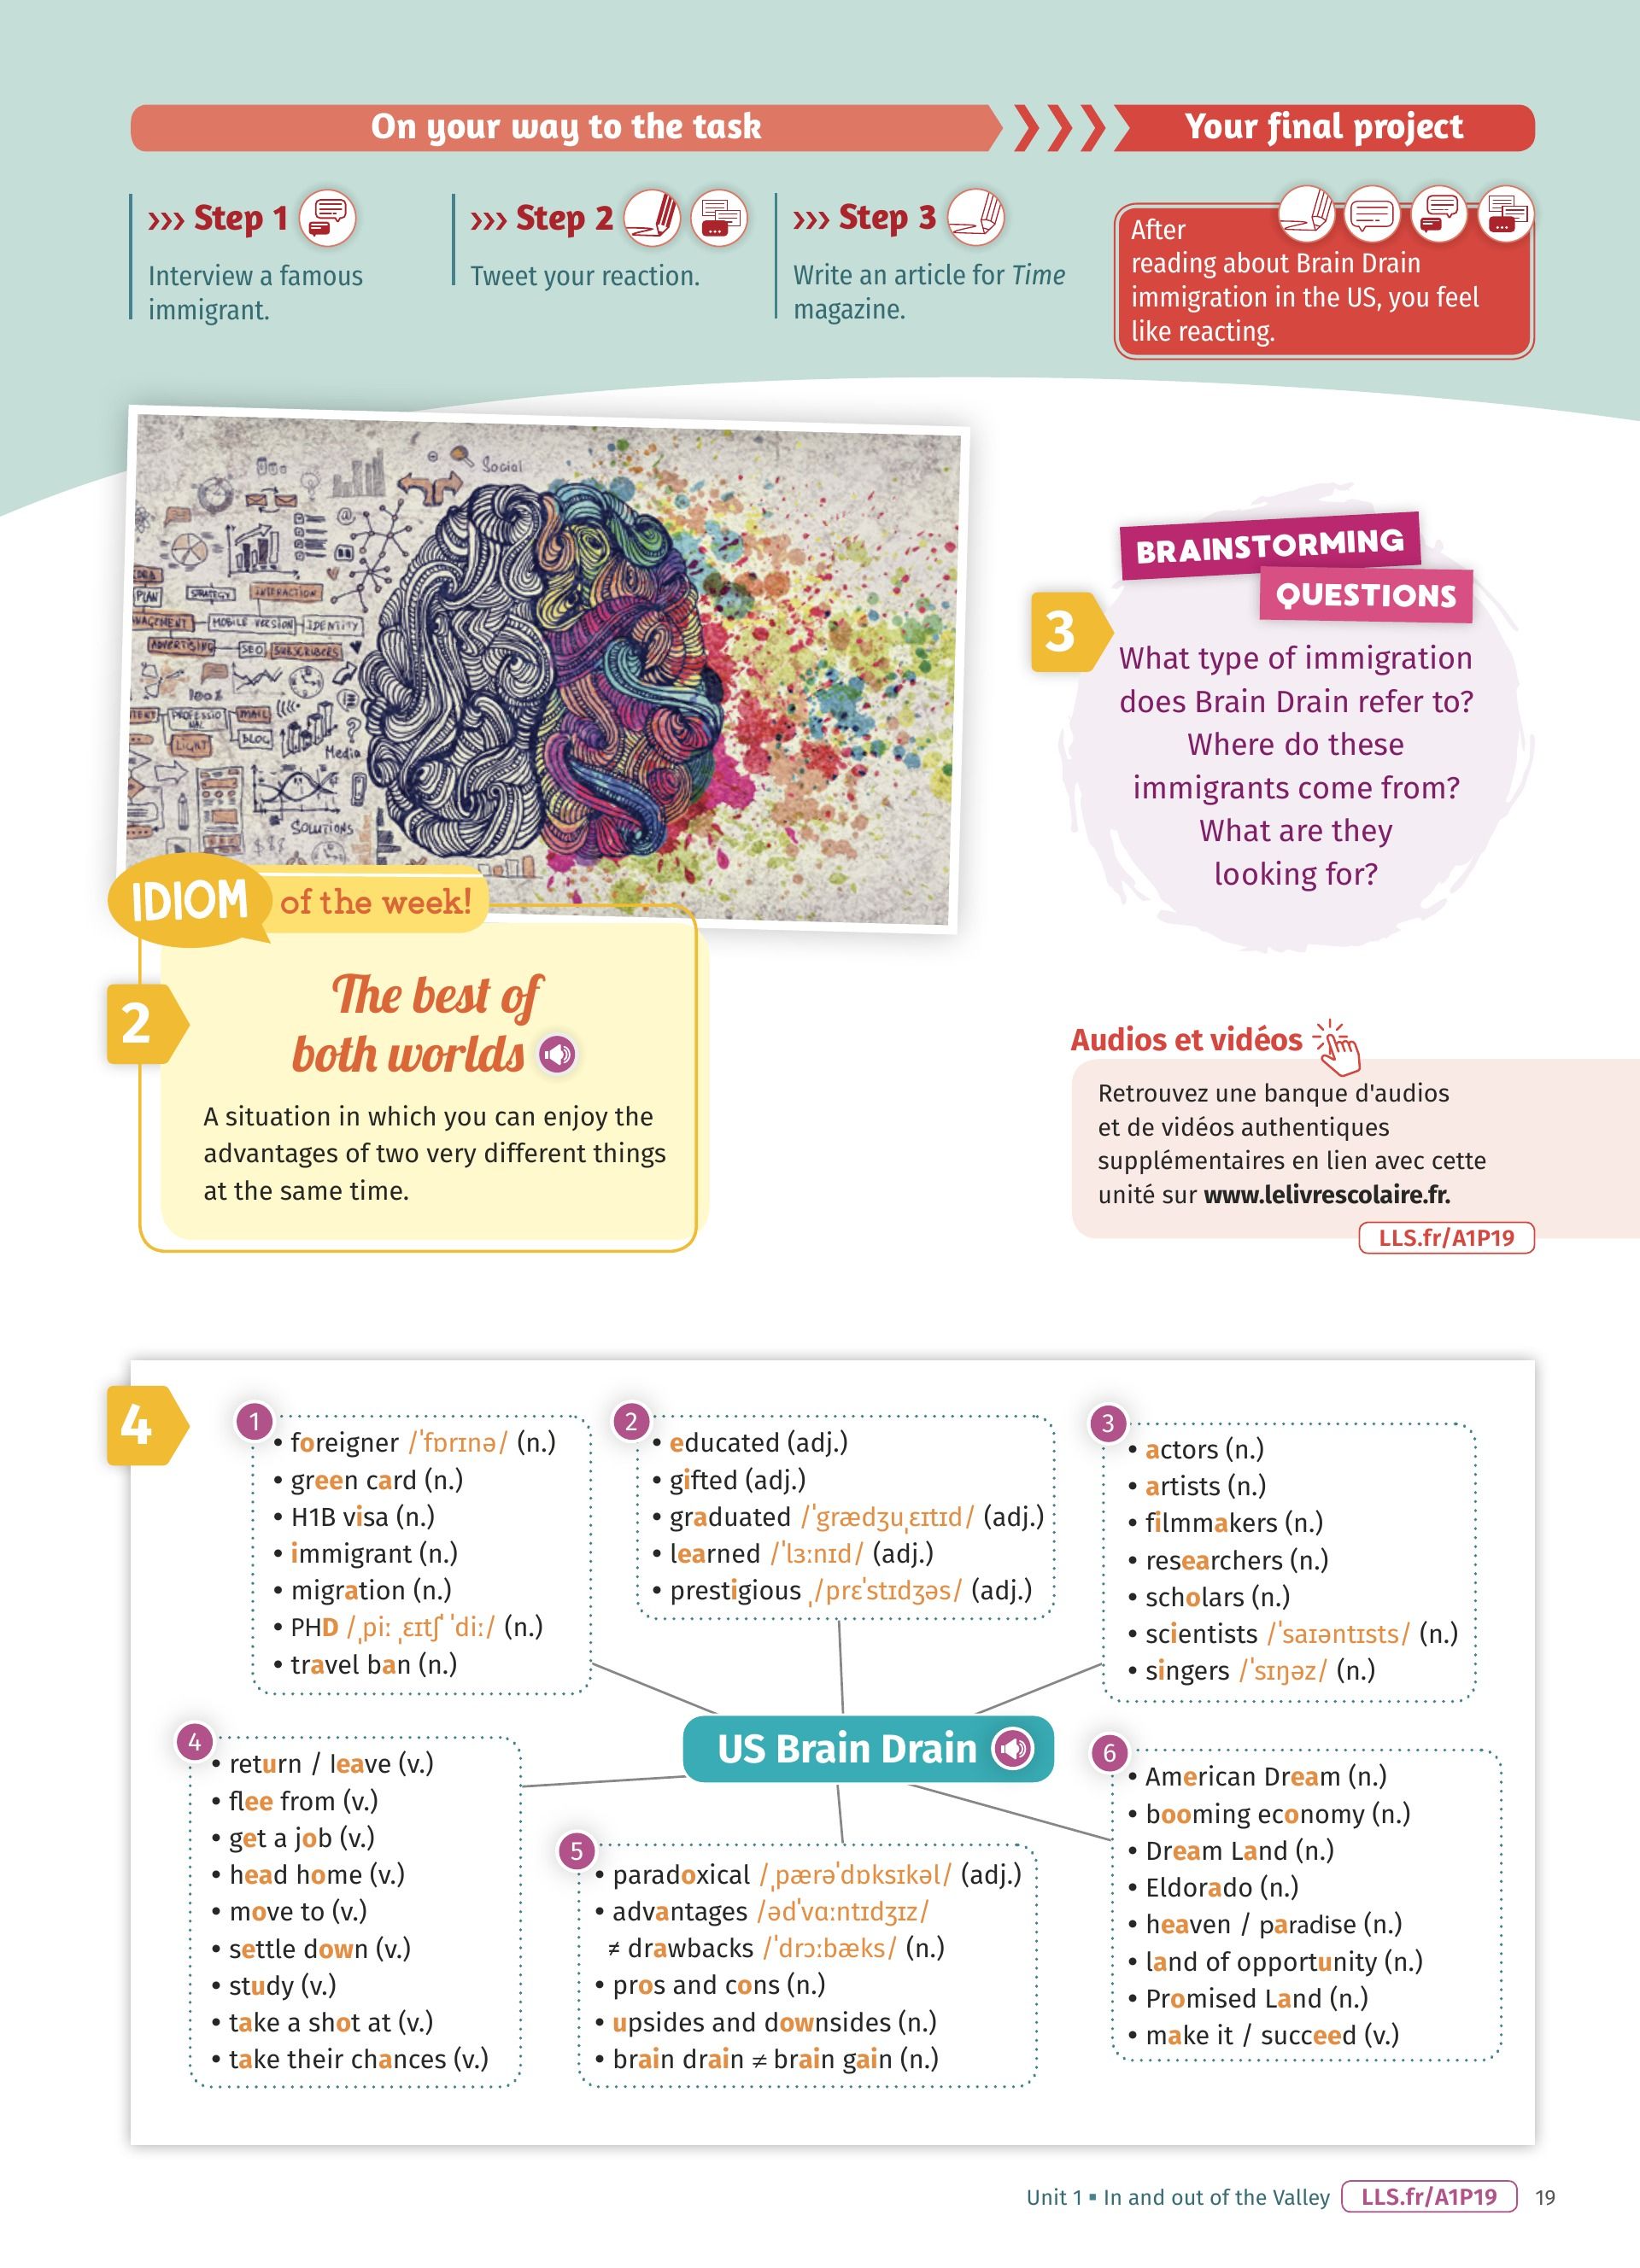 On your way to the task
Your final project
››› Step 1
Interview a famous
immigrant.
››› Step 2
Tweet your reaction.
››› Step 3
Write an article for Time
magazine.
After
reading about Brain Drain
immigration in the US, you feel
like reacting.
Social
@
IDEA
PLAN
STRATEGY
INTERACTION
MOBILE VERSION
IDENTITY
ADVERTISING
SEO
SUBSCRIBERS
100%
MAIL
BLOG
LIGHT
Media
SOLUTIONS
$$$
BRAINSTORMING
QUESTIONS
3
What type of immigration
does Brain Drain refer to?
Where do these
immigrants come from?
What are they
looking for?
IDIOM of the week!
2
The best of
both worlds
A situation in which you can enjoy the
advantages of two very different things
at the same time.
Audios et vidéos
Retrouvez une banque d'audios
et de vidéos authentiques
supplémentaires en lien avec cette
unité sur www.lelivrescolaire.fr.
LLS.fr/A1P19
4
1
• foreigner /ˈfɒrɪnə/ (n.)
• green card (n.)
• H1B visa (n.)
• immigrant (n.)
• migration (n.)
• PHD /ˌpiː ˌɛɪtʃ ˈdiː/ (n.)
• travel ban (n.)
2
• educated (adj.)
• gifted (adj.)
• graduated /ˈgrædʒuˌɛɪtɪd/ (adj.)
• learned /ˈlɜːnɪd/ (adj.)
• prestigious ˌ/prɛˈstɪdʒəs/ (adj.)
3
• actors (n.)
• artists (n.)
• filmmakers (n.)
• researchers (n.)
• scholars (n.)
• scientists /ˈsaɪəntɪsts/ (n.)
• singers /ˈsɪŋəz/ (n.)
US Brain Drain
4
• return / leave (v.)
• flee from (v.)
• get a job (v.)
• head home (v.)
• move to (v.)
• settle down (v.)
• study (v.)
• take a shot at (v.)
• take their chances (v.)
5
• paradoxical /ˌpærəˈdɒksɪkəl/ (adj.)
• advantages /ədˈvɑːntɪdʒɪz/
≠ drawbacks /ˈdrɔːbæks/ (n.)
• pros and cons (n.)
• upsides and downsides (n.)
• brain drain ≠ brain gain (n.)
6
• American Dream (n.)
• booming economy (n.)
• Dream Land (n.)
• Eldorado (n.)
• heaven / paradise (n.)
• land of opportunity (n.)
• Promised Land (n.)
• make it / succeed (v.)
Unit 1 ▪ In and out of the Valley LLS.fr/A1P19 19